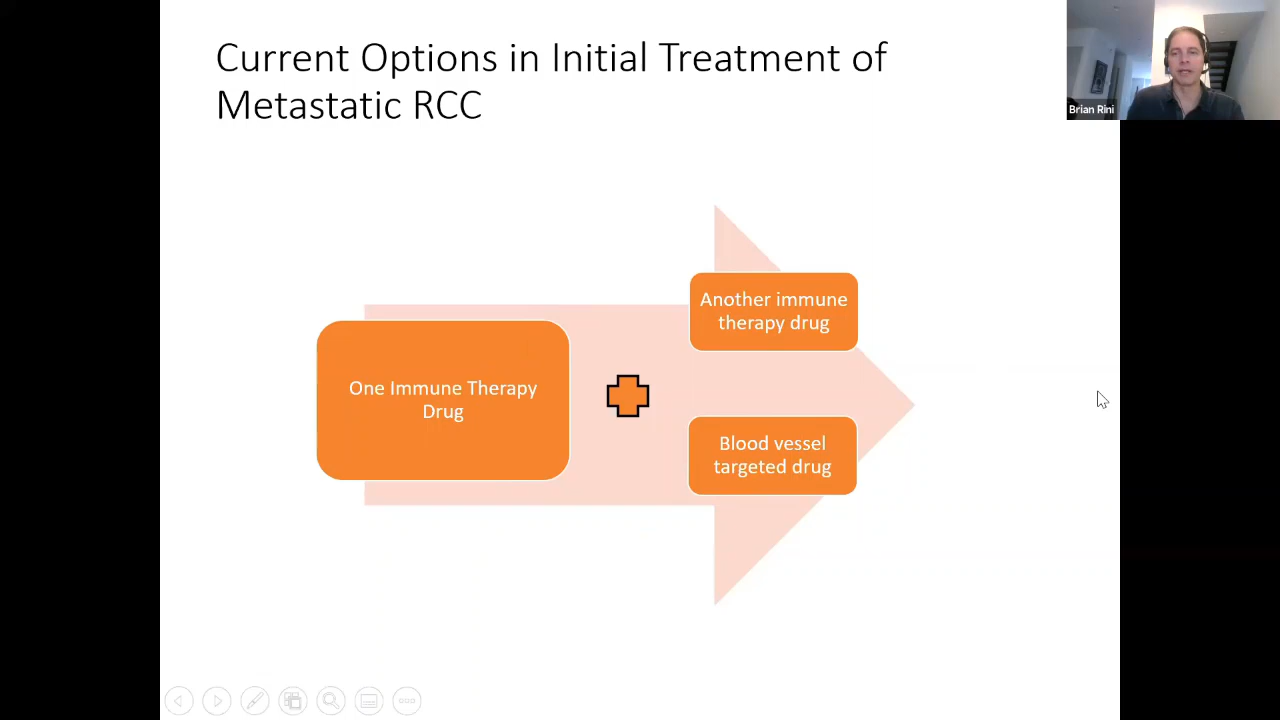 Current Options in Initial Treatment of
Metastatic RCC
Brian Rini
Another immune
therapy drug
One Immune Therapy
Drug
Blood vessel
targeted drug